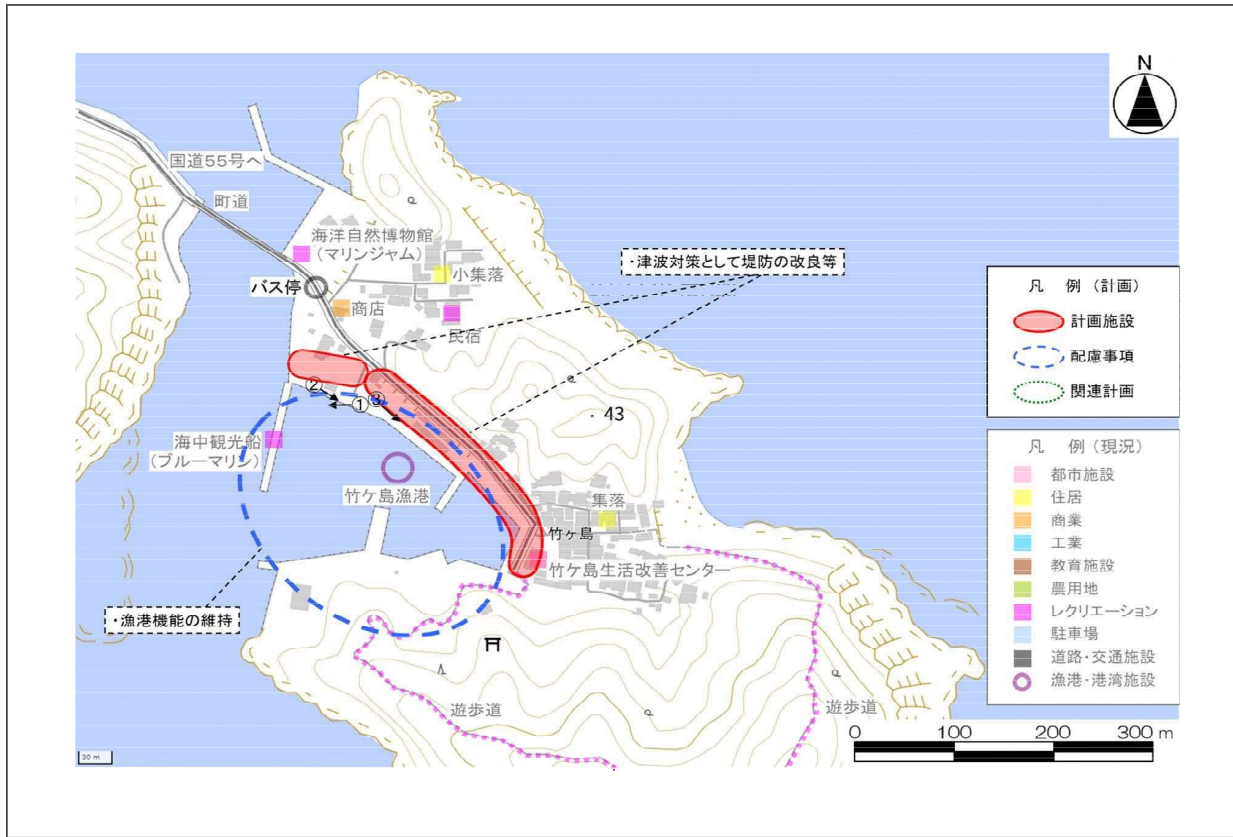 N
国道55号へ
町道
海洋自然博物館
(マリンジャム)
小集落
・津波対策として堤防の改良等
バス停
商店
民宿
②
①
③
43
海中観光船
(ブルーマリン)
竹ケ島漁港
集落
竹ヶ島
竹ケ島生活改善センター
・漁港機能の維持
遊歩道
遊歩道
凡 例 (計画)
計画施設
配慮事項
関連計画
凡 例 (現況)
都市施設
住居
商業
工業
教育施設
農用地
レクリエーション
駐車場
道路・交通施設
漁港・港湾施設
0 100 200 300 m
20 m